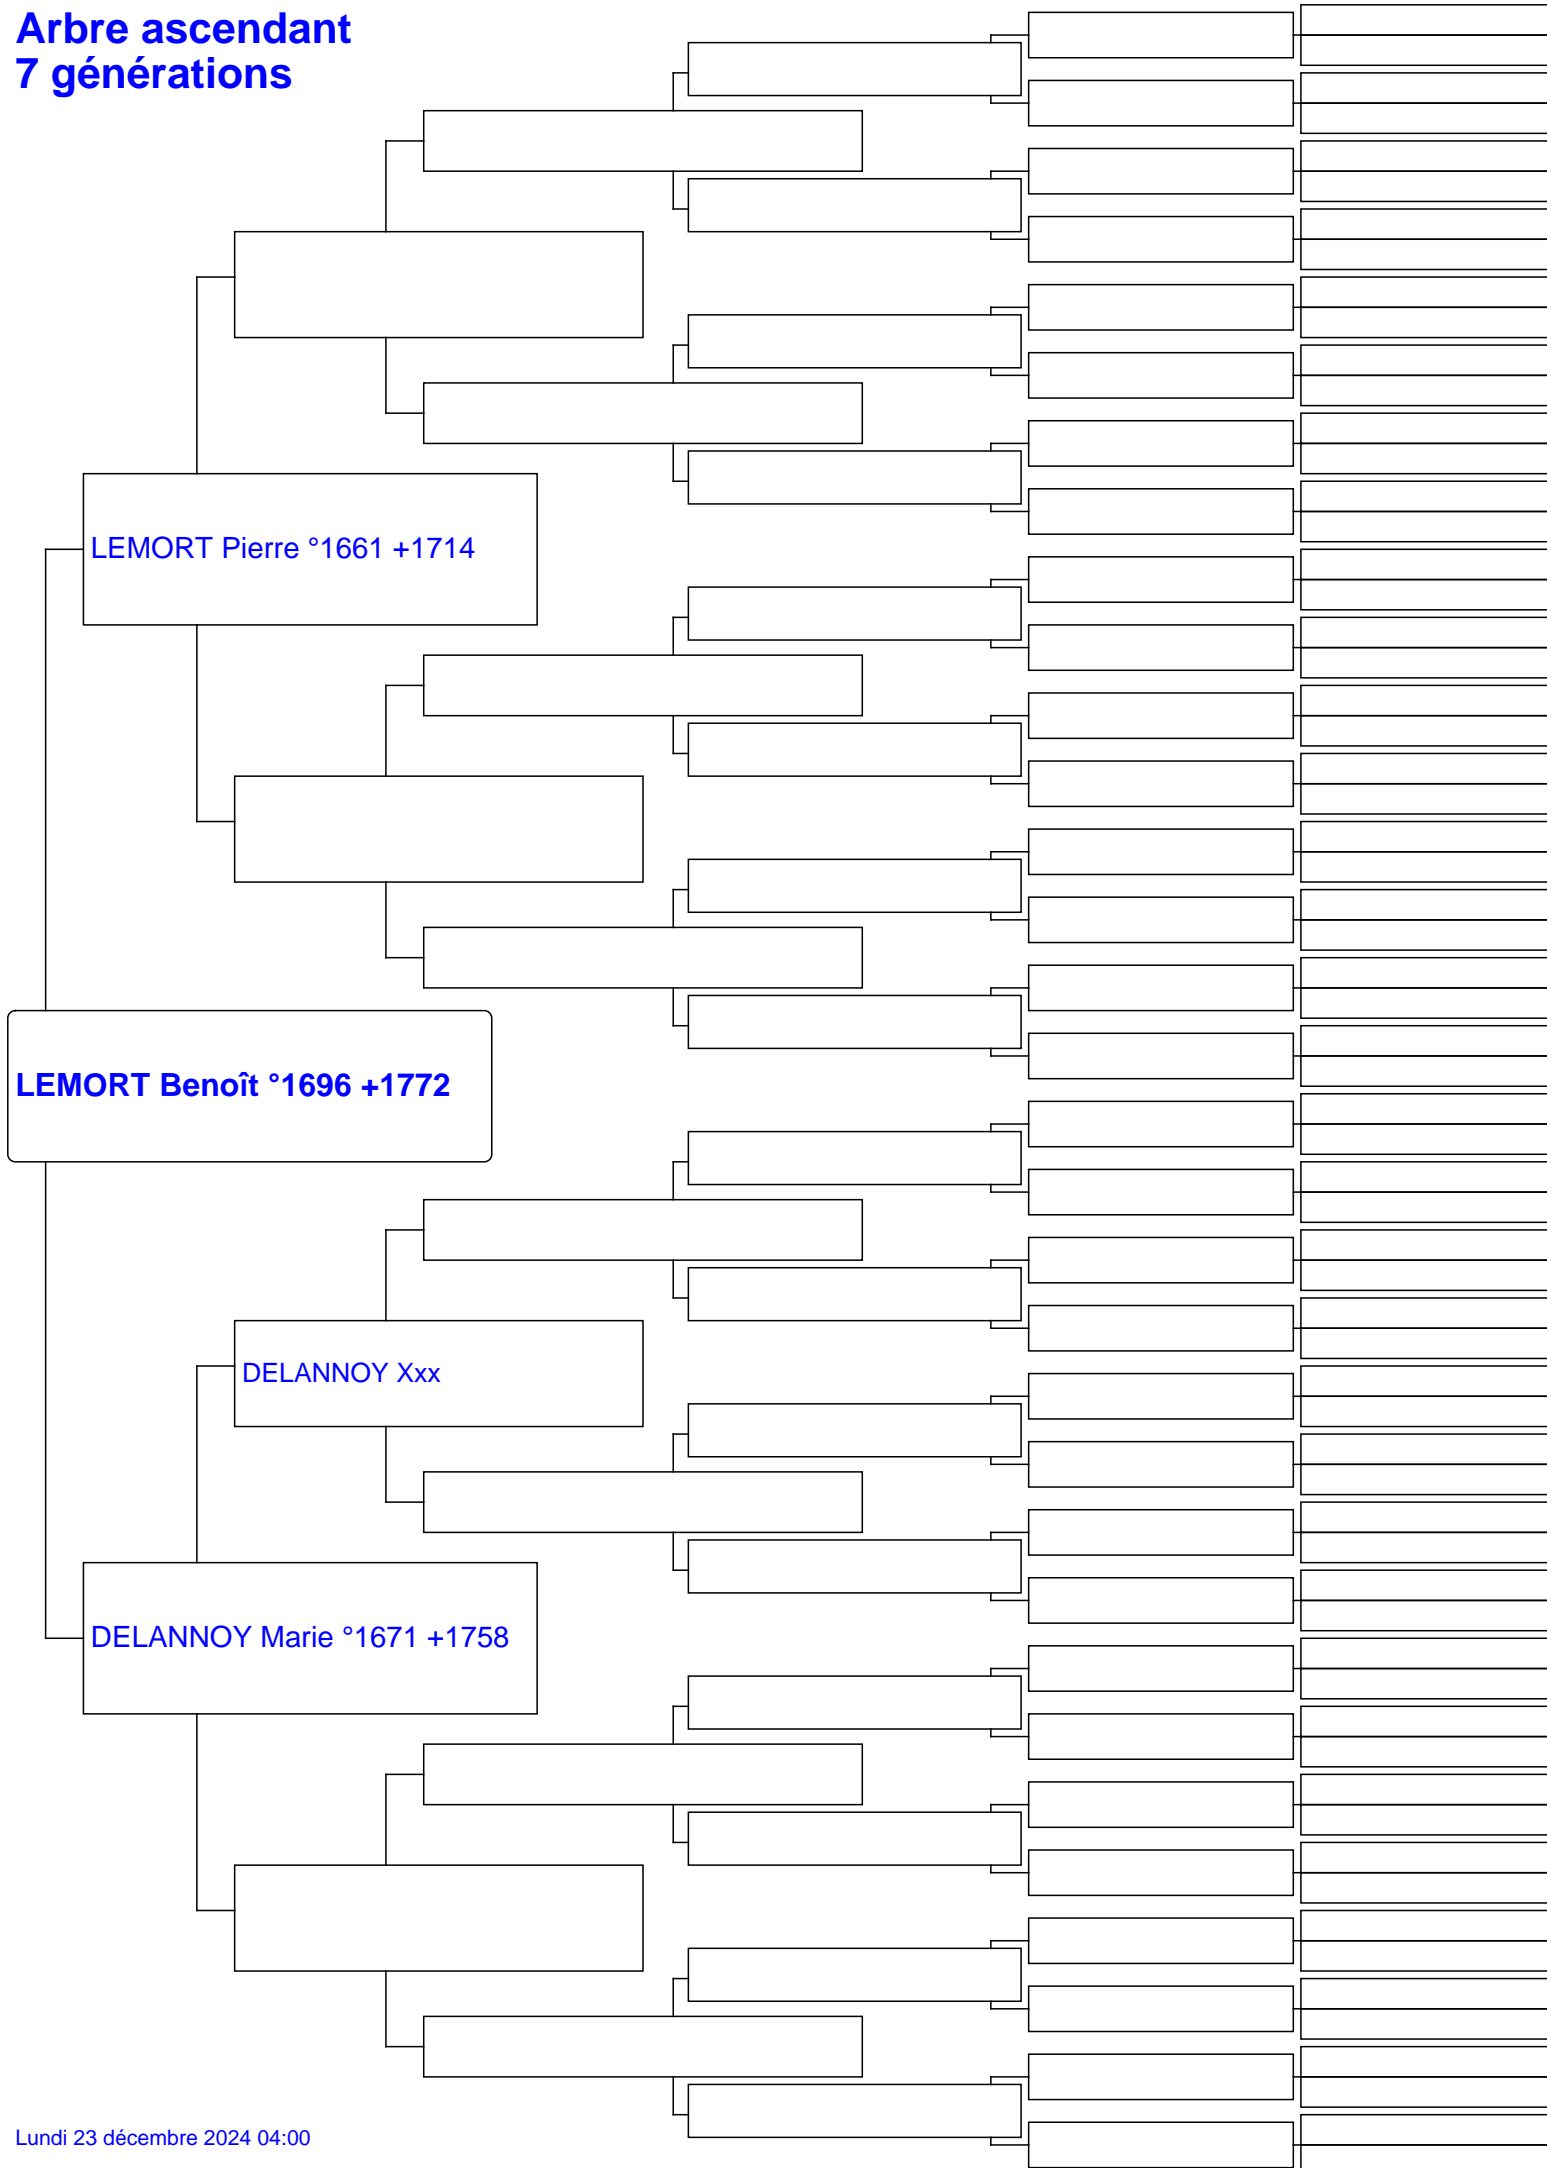 Arbre ascendant
7 générations
LEMORT Pierre °1661 +1714
LEMORT Benoît °1696 +1772
DELANNOY Xxx
DELANNOY Marie °1671 +1758
Lundi 23 décembre 2024 04:00